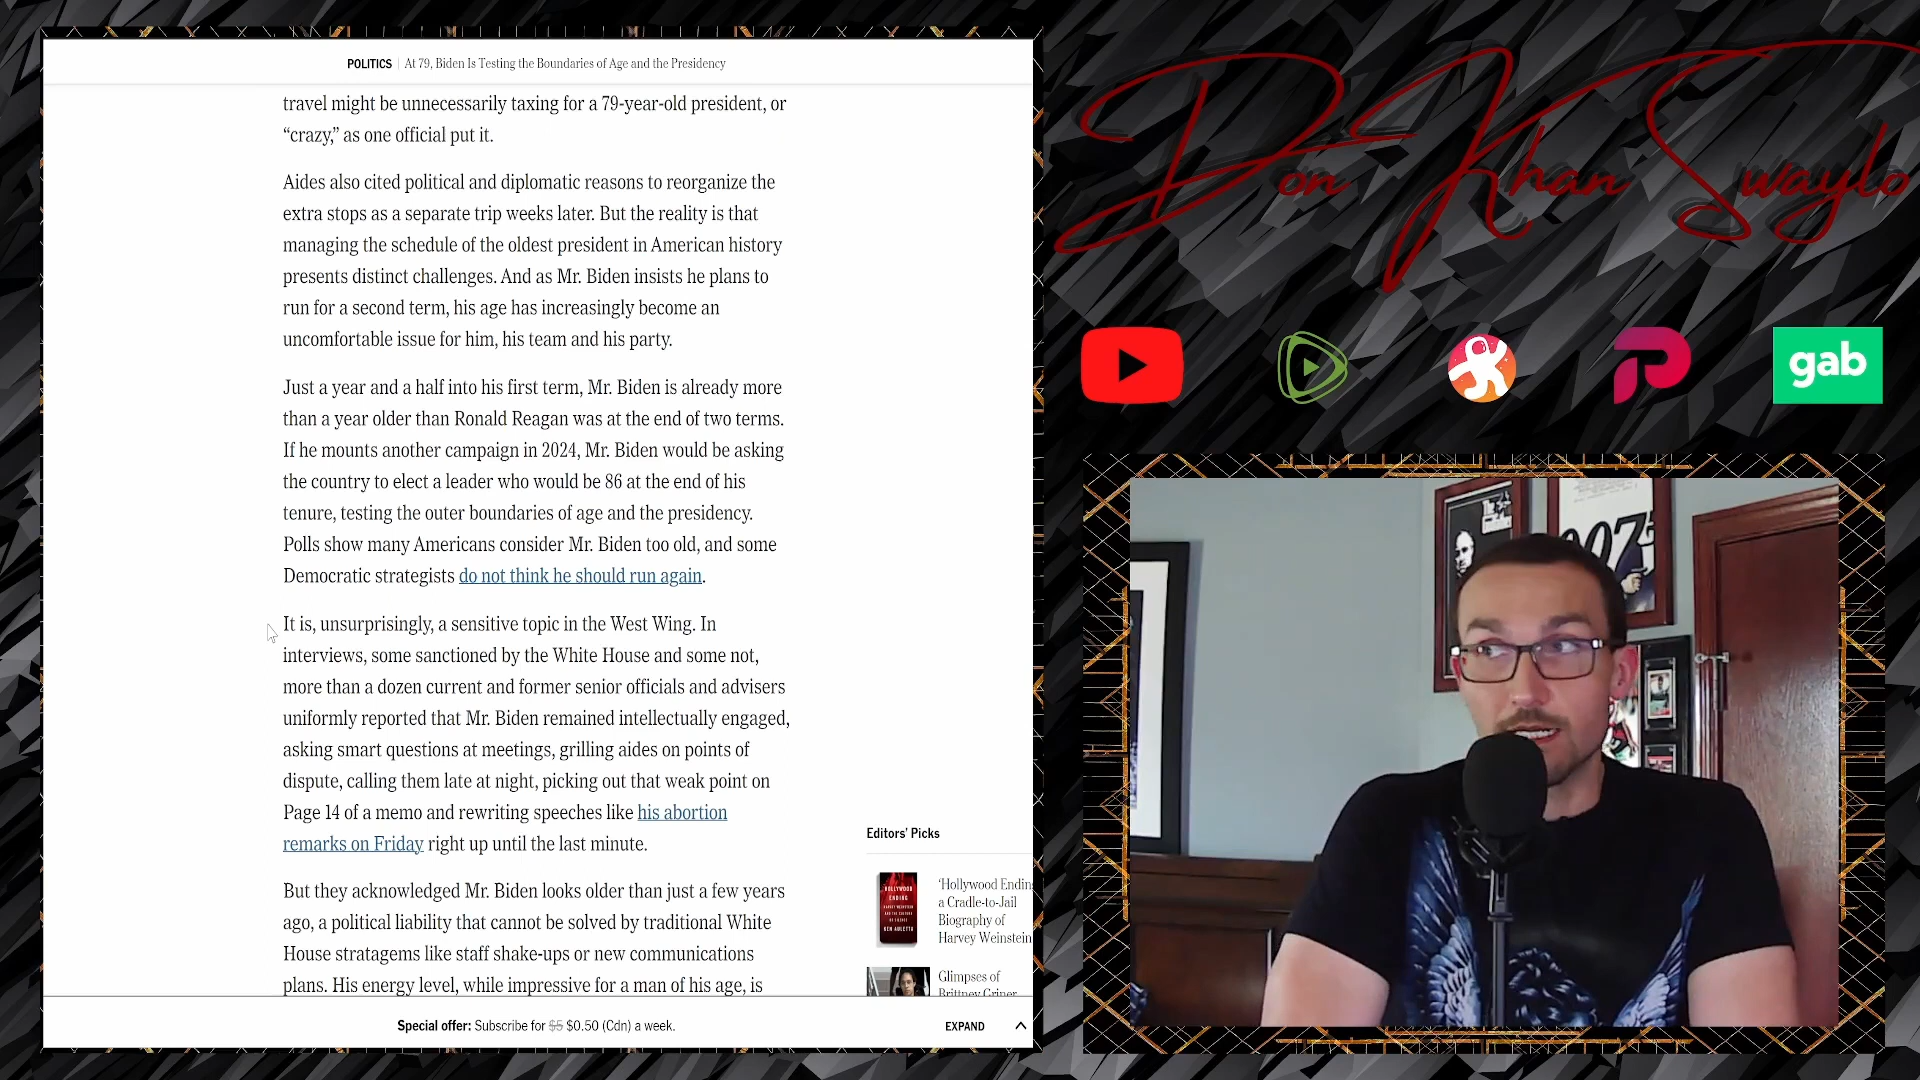 POLITICS | At 79, Biden Is Testing the Boundaries of Age and the Presidency
travel might be unnecessarily taxing for a 79-year-old president, or
“crazy,” as one official put it.
Aides also cited political and diplomatic reasons to reorganize the
extra stops as a separate trip weeks later. But the reality is that
managing the schedule of the oldest president in American history
presents distinct challenges. And as Mr. Biden insists he plans to
run for a second term, his age has increasingly become an
uncomfortable issue for him, his team and his party.
Just a year and a half into his first term, Mr. Biden is already more
than a year older than Ronald Reagan was at the end of two terms.
If he mounts another campaign in 2024, Mr. Biden would be asking
the country to elect a leader who would be 86 at the end of his
tenure, testing the outer boundaries of age and the presidency.
Polls show many Americans consider Mr. Biden too old, and some
Democratic strategists do not think he should run again.
It is, unsurprisingly, a sensitive topic in the West Wing. In
interviews, some sanctioned by the White House and some not,
more than a dozen current and former senior officials and advisers
uniformly reported that Mr. Biden remained intellectually engaged,
asking smart questions at meetings, grilling aides on points of
dispute, calling them late at night, picking out that weak point on
Page 14 of a memo and rewriting speeches like his abortion
remarks on Friday right up until the last minute.
But they acknowledged Mr. Biden looks older than just a few years
ago, a political liability that cannot be solved by traditional White
House stratagems like staff shake-ups or new communications
plans. His energy level, while impressive for a man of his age, is
Editors’ Picks
HOLLYWOOD
ENDING
KEN AULETTA
‘Hollywood Ending
a Cradle-to-Jail
Biography of
Harvey Weinstein
Glimpses of
Brittney Griner
Special offer: Subscribe for $5 $0.50 (Cdn) a week.
EXPAND
Don Khan Swaylo
gab
007